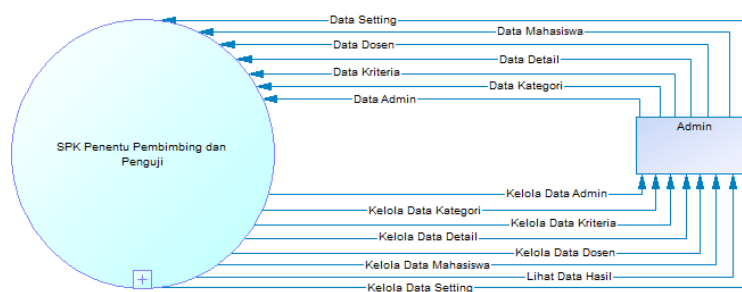 Data Setting
Data Mahasiswa
Data Dosen
Data Detail
Data Kriteria
Data Kategori
Data Admin
Admin
SPK Penentu Pembimbing dan
Penguji
Kelola Data Admin
Kelola Data Kategori
Kelola Data Kriteria
Kelola Data Detail
Kelola Data Dosen
Kelola Data Mahasiswa
Lihat Data Hasil
Kelola Data Setting